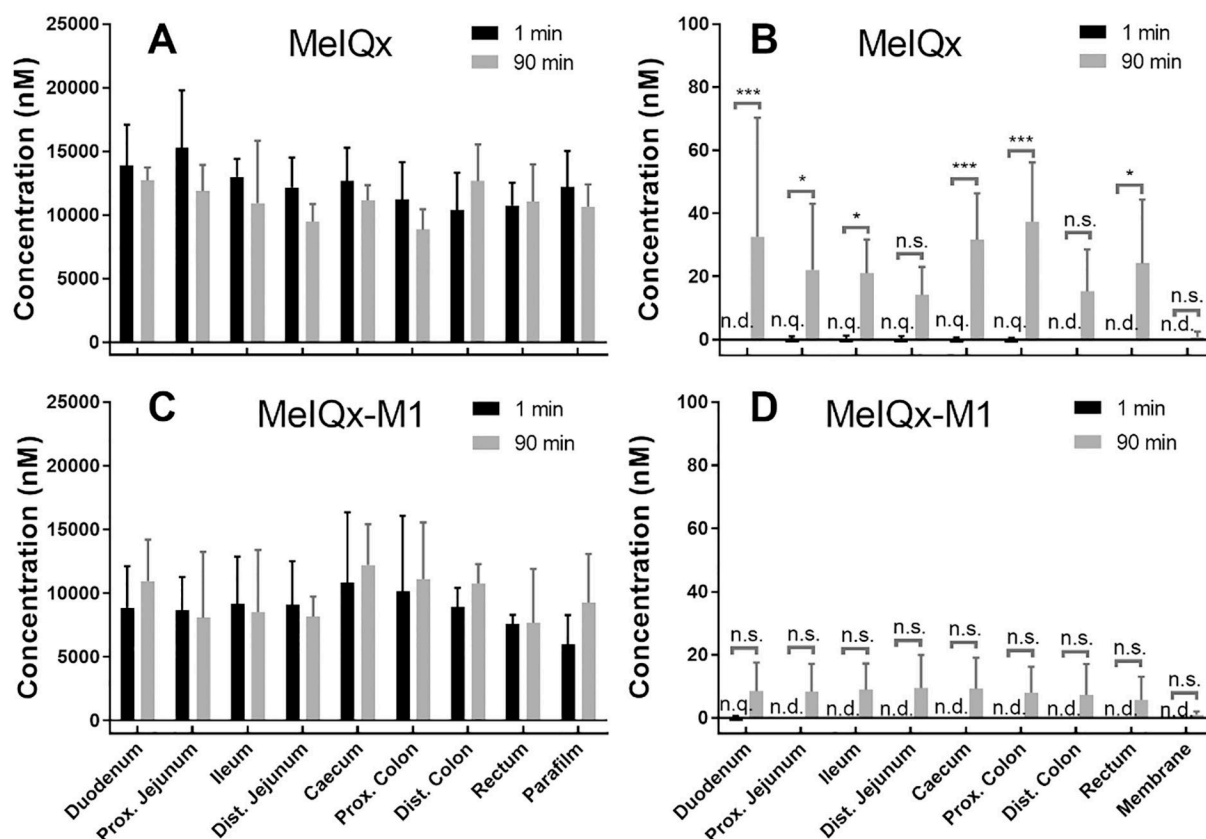 A
MeIQx
1 min
90 min
Concentration (nM)
25000
20000
15000
10000
5000
0
B
MeIQx
1 min
90 min
Concentration (nM)
100
80
60
40
20
0
***
*
*
n.s.
***
***
n.s.
*
n.s.
n.d.
n.q.
n.q.
n.q.
n.q.
n.q.
n.d.
n.d.
n.d.
C
MeIQx-M1
1 min
90 min
Concentration (nM)
25000
20000
15000
10000
5000
0
Duodenum
Prox. Jejunum
Ileum
Dist. Jejunum
Caecum
Prox. Colon
Dist. Colon
Rectum
Parafilm
D
MeIQx-M1
1 min
90 min
Concentration (nM)
100
80
60
40
20
0
n.s.
n.s.
n.s.
n.s.
n.s.
n.s.
n.s.
n.s.
n.s.
n.q.
n.d.
n.d.
n.d.
n.d.
n.d.
n.d.
n.d.
n.d.
Duodenum
Prox. Jejunum
Ileum
Dist. Jejunum
Caecum
Prox. Colon
Dist. Colon
Rectum
Membrane